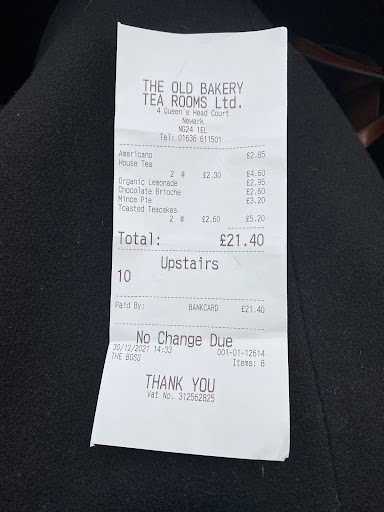 THE OLD BAKERY
TEA ROOMS Ltd.
4 Queen's Head Court
Newark
NG24 1EL
Tel: 01636 611501
Americano £2.85
House Tea
2 @ £2.30 £4.60
Organic Lemonade £2.95
Chocolate Brioche £2.60
Mince Pie £3.20
Toasted Teacakes
2 @ £2.60 £5.20
Total: £21.40
Upstairs
10
Paid By: BANKCARD £21.40
No Change Due
30/12/2021 14:33 001-01-12614
THE BOSS Items: 8
THANK YOU
Vat No. 312562825